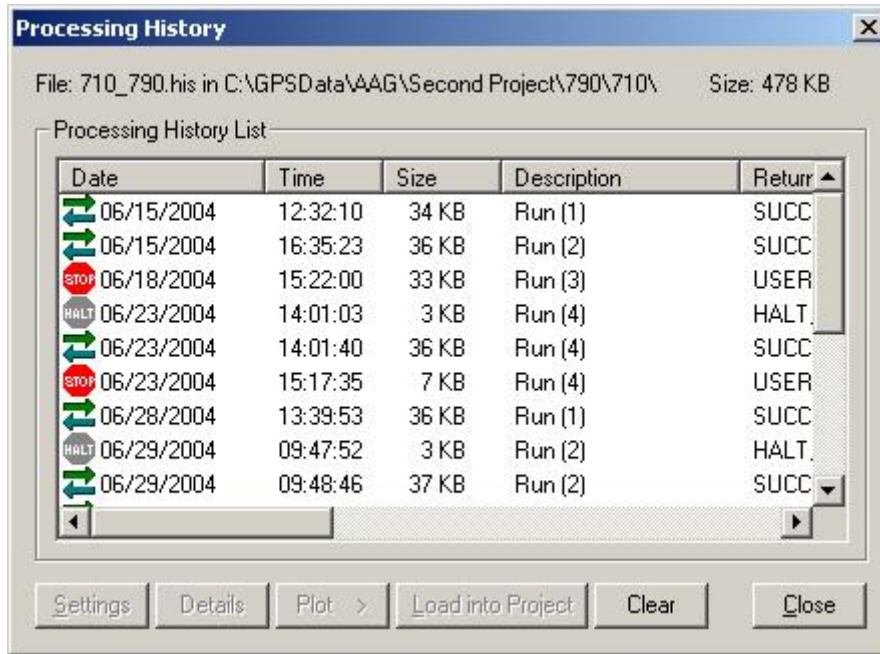 Processing History
File: 710_790.his in C:\GPSData\AAG\Second Project\790\710\ Size: 478 KB
Processing History List
Date Time Size Description Returr
06/15/2004 12:32:10 34 KB Run (1) SUCC
06/15/2004 16:35:23 36 KB Run (2) SUCC
STOP 06/18/2004 15:22:00 33 KB Run (3) USER
HALT 06/23/2004 14:01:03 3 KB Run (4) HALT_
06/23/2004 14:01:40 36 KB Run (4) SUCC
STOP 06/23/2004 15:17:35 7 KB Run (4) USER
06/28/2004 13:39:53 36 KB Run (1) SUCC
HALT 06/29/2004 09:47:52 3 KB Run (2) HALT_
06/29/2004 09:48:46 37 KB Run (2) SUCC
Settings Details Plot > Load into Project Clear Close